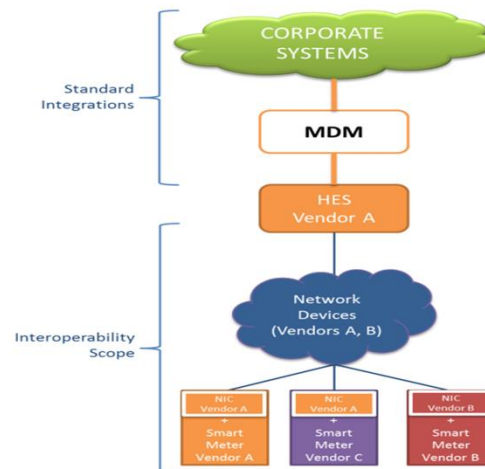 CORPORATE
SYSTEMS
Standard
Integrations
MDM
HES
Vendor A
Network
Devices
(Vendors A, B)
Interoperability
Scope
NIC
Vendor A
+
Smart
Meter
Vendor A
NIC
Vendor A
+
Smart
Meter
Vendor C
NIC
Vendor B
+
Smart
Meter
Vendor B